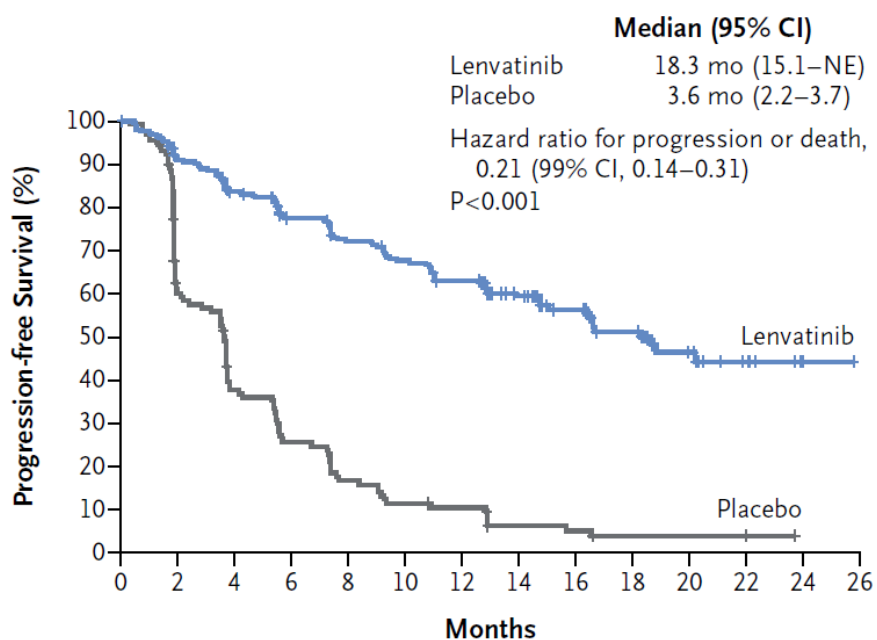 Median (95% CI)
Lenvatinib 18.3 mo (15.1–NE)
Placebo 3.6 mo (2.2–3.7)
Hazard ratio for progression or death,
0.21 (99% CI, 0.14–0.31)
P<0.001
Progression-free Survival (%)
100
90
80
70
60
50
40
30
20
10
0
Lenvatinib
Placebo
0 2 4 6 8 10 12 14 16 18 20 22 24 26
Months